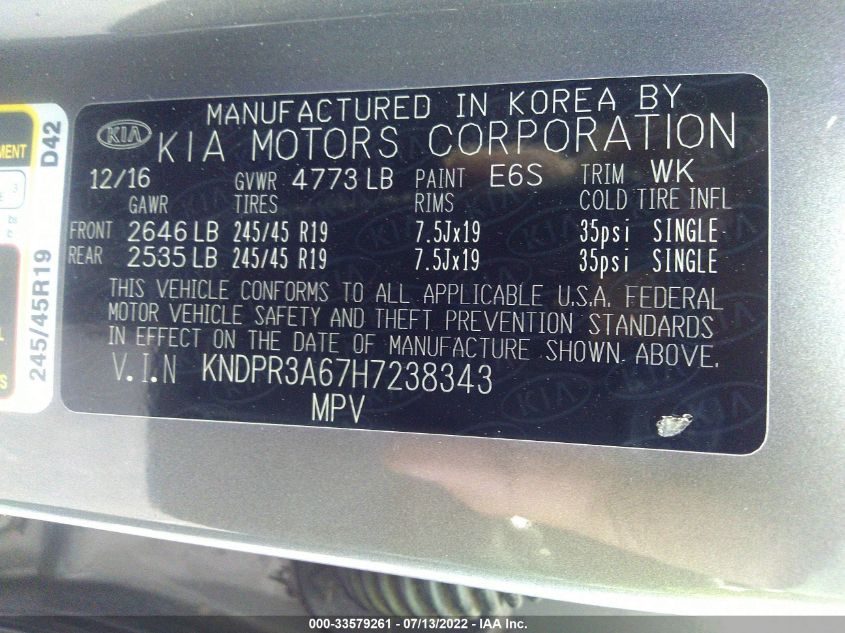 MENT
3
E
bs
c
L
S
D42
245/45R19
KIA
MANUFACTURED IN KOREA BY
KIA MOTORS CORPORATION
12/16 GVWR 4773 LB PAINT E6S TRIM WK
GAWR TIRES RIMS COLD TIRE INFL
FRONT 2646 LB 245/45 R19 7.5Jx19 35psi SINGLE
REAR 2535 LB 245/45 R19 7.5Jx19 35psi SINGLE
THIS VEHICLE CONFORMS TO ALL APPLICABLE U.S.A. FEDERAL
MOTOR VEHICLE SAFETY AND THEFT PREVENTION STANDARDS
IN EFFECT ON THE DATE OF MANUFACTURE SHOWN. ABOVE.
V.I.N KNDPR3A67H7238343
MPV
000-33579261 - 07/13/2022 - IAA Inc.